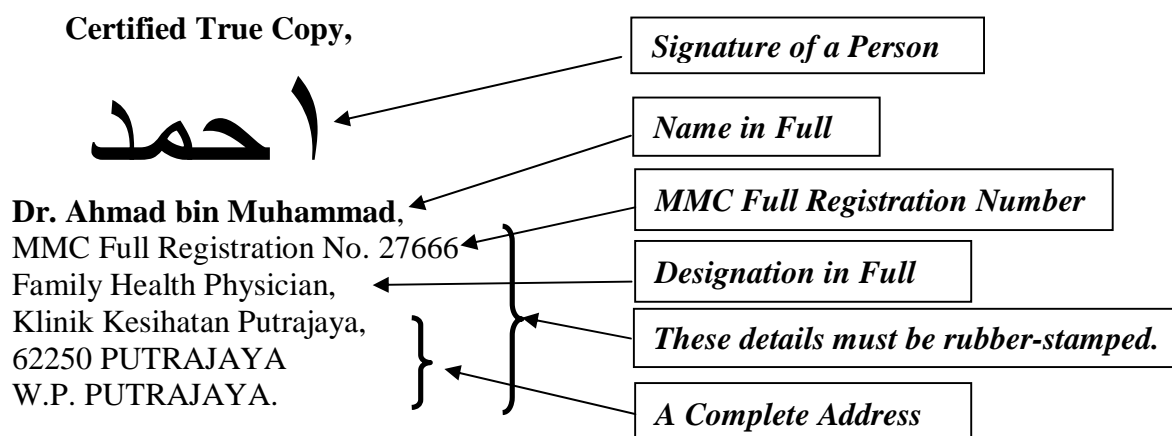 Certified True Copy,
Signature of a Person
احمد
Name in Full
Dr. Ahmad bin Muhammad,
MMC Full Registration Number
MMC Full Registration No. 27666
Family Health Physician,
Designation in Full
Klinik Kesihatan Putrajaya,
These details must be rubber-stamped.
62250 PUTRAJAYA
W.P. PUTRAJAYA.
A Complete Address